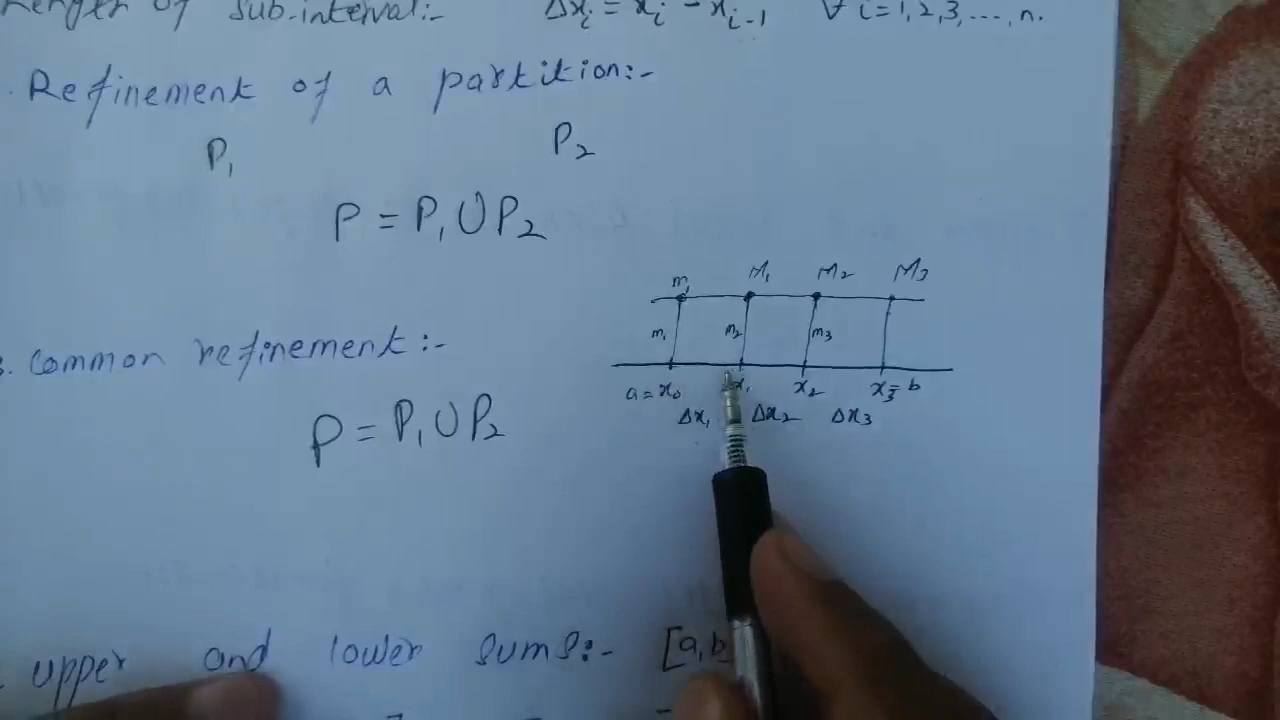 Length of sub-interval:- Δxᵢ = xᵢ - xᵢ₋₁ ∀ i = 1, 2, 3, ..., n.
Refinement of a partition:-
P₁ P₂
P = P₁ ∪ P₂
m₁ M₁ M₂ M₃
m₁ m₂ m₃
a = x₀ x₁ x₂ x₃ = b
Δx₁ Δx₂ Δx₃
3. Common refinement:-
P = P₁ ∪ P₂
upper and lower sums:- [a, b